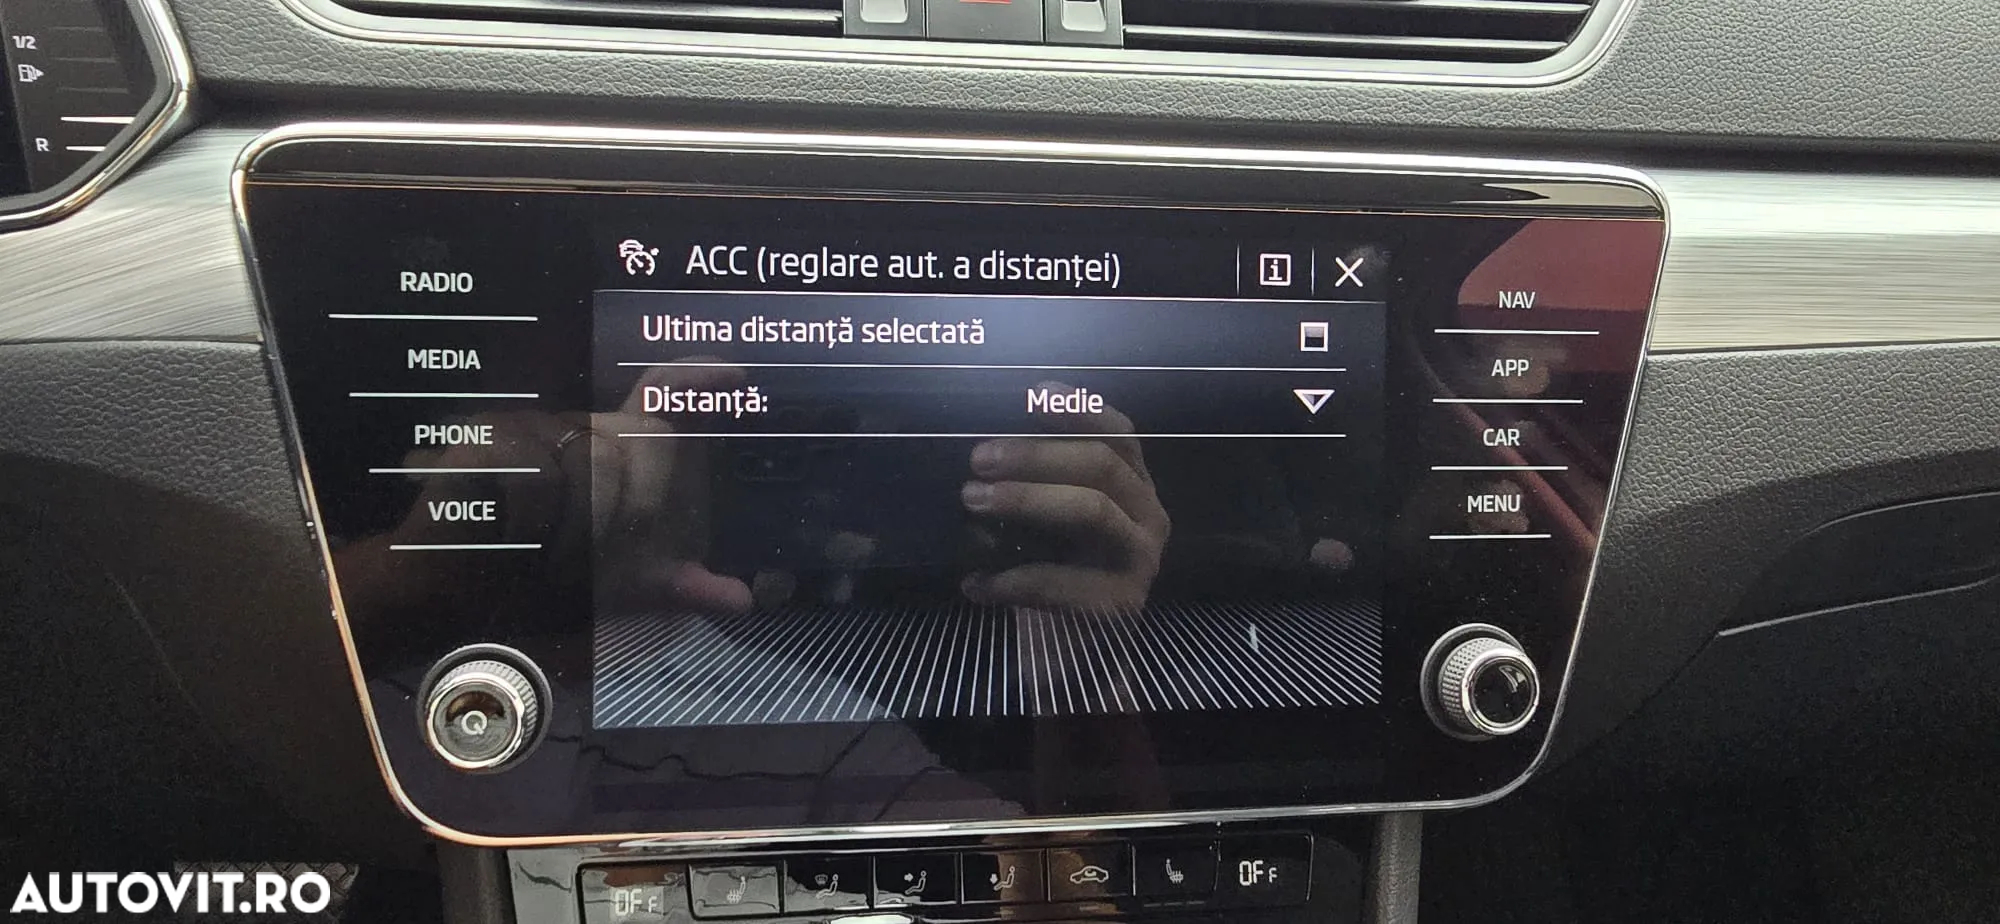 1/2
R
RADIO
MEDIA
PHONE
VOICE
ACC (reglare aut. a distanței)
Ultima distanță selectată
Distanță: Medie
NAV
APP
CAR
MENU
OFF
OFF
AUTOVIT.RO